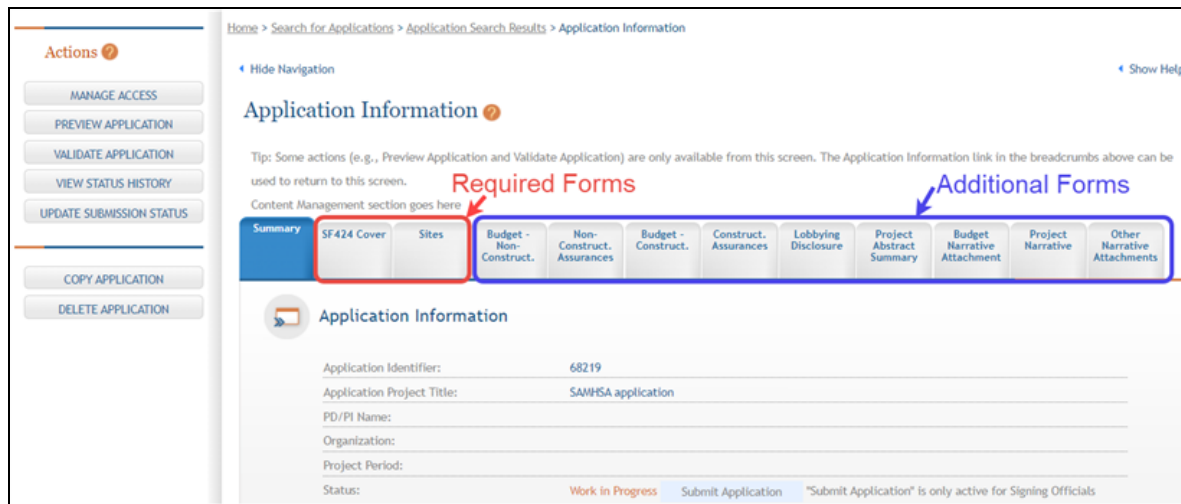 Home > Search for Applications > Application Search Results > Application Information
Actions ?
Hide Navigation
Show Help
MANAGE ACCESS
PREVIEW APPLICATION
VALIDATE APPLICATION
VIEW STATUS HISTORY
UPDATE SUBMISSION STATUS
COPY APPLICATION
DELETE APPLICATION
Application Information ?
Tip: Some actions (e.g., Preview Application and Validate Application) are only available from this screen. The Application Information link in the breadcrumbs above can be
used to return to this screen.
Content Management section goes here
Required Forms
Additional Forms
Summary
SF424 Cover
Sites
Budget -
Non-
Construct.
Non-
Construct.
Assurances
Budget -
Construct.
Construct.
Assurances
Lobbying
Disclosure
Project
Abstract
Summary
Budget
Narrative
Attachment
Project
Narrative
Other
Narrative
Attachments
Application Information
Application Identifier: 68219
Application Project Title: SAMHSA application
PD/PI Name:
Organization:
Project Period:
Status: Work in Progress Submit Application "Submit Application" is only active for Signing Officials